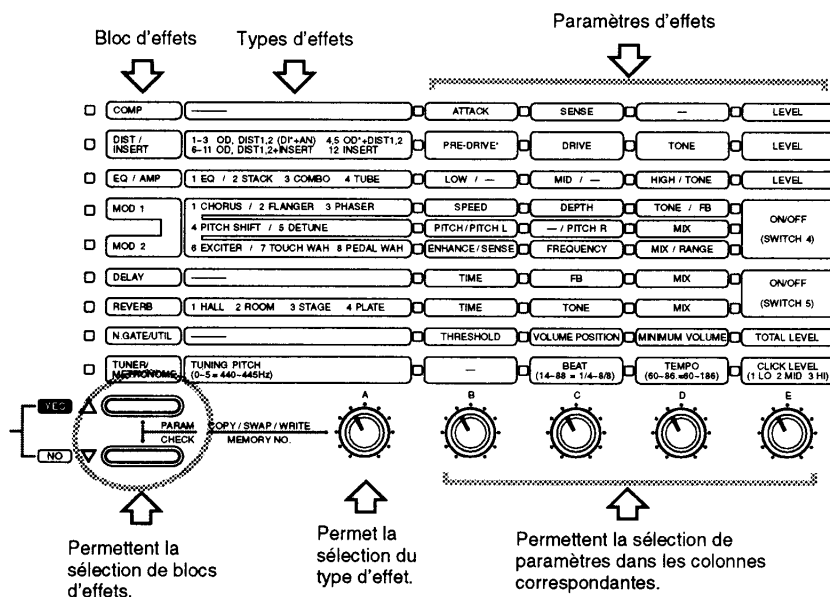 Bloc d'effets Types d'effets Paramètres d'effets
COMP ATTACK SENSE — LEVEL
DIST / INSERT 1–3 OD, DIST1,2 (DI*+AN) 4,5 OD*+DIST1,2
6–11 OD, DIST1,2+INSERT 12 INSERT PRE-DRIVE* DRIVE TONE LEVEL
EQ / AMP 1 EQ / 2 STACK 3 COMBO 4 TUBE LOW / — MID / — HIGH / TONE LEVEL
MOD 1 1 CHORUS / 2 FLANGER 3 PHASER SPEED DEPTH TONE / FB
4 PITCH SHIFT / 5 DETUNE PITCH/PITCH L — / PITCH R MIX
ON/OFF
(SWITCH 4)
MOD 2 6 EXCITER / 7 TOUCH WAH 8 PEDAL WAH ENHANCE/SENSE FREQUENCY MIX / RANGE
DELAY — TIME FB MIX
ON/OFF
(SWITCH 5)
REVERB 1 HALL 2 ROOM 3 STAGE 4 PLATE TIME TONE MIX
N.GATE/UTIL — THRESHOLD VOLUME POSITION MINIMUM VOLUME TOTAL LEVEL
TUNER/
METRONOME
TUNING PITCH
(0–5 = 440–445Hz)
—
BEAT
(14–88 = 1/4–8/8)
TEMPO
(60–86.=60–186)
CLICK LEVEL
(1 LO 2 MID 3 HI)
A B C D E
YES
PARAM
CHECK
COPY / SWAP / WRITE
MEMORY NO.
NO
Permettent la
sélection de blocs
d'effets.
Permet la
sélection du
type d'effet.
Permettent la sélection de
paramètres dans les colonnes
correspondantes.